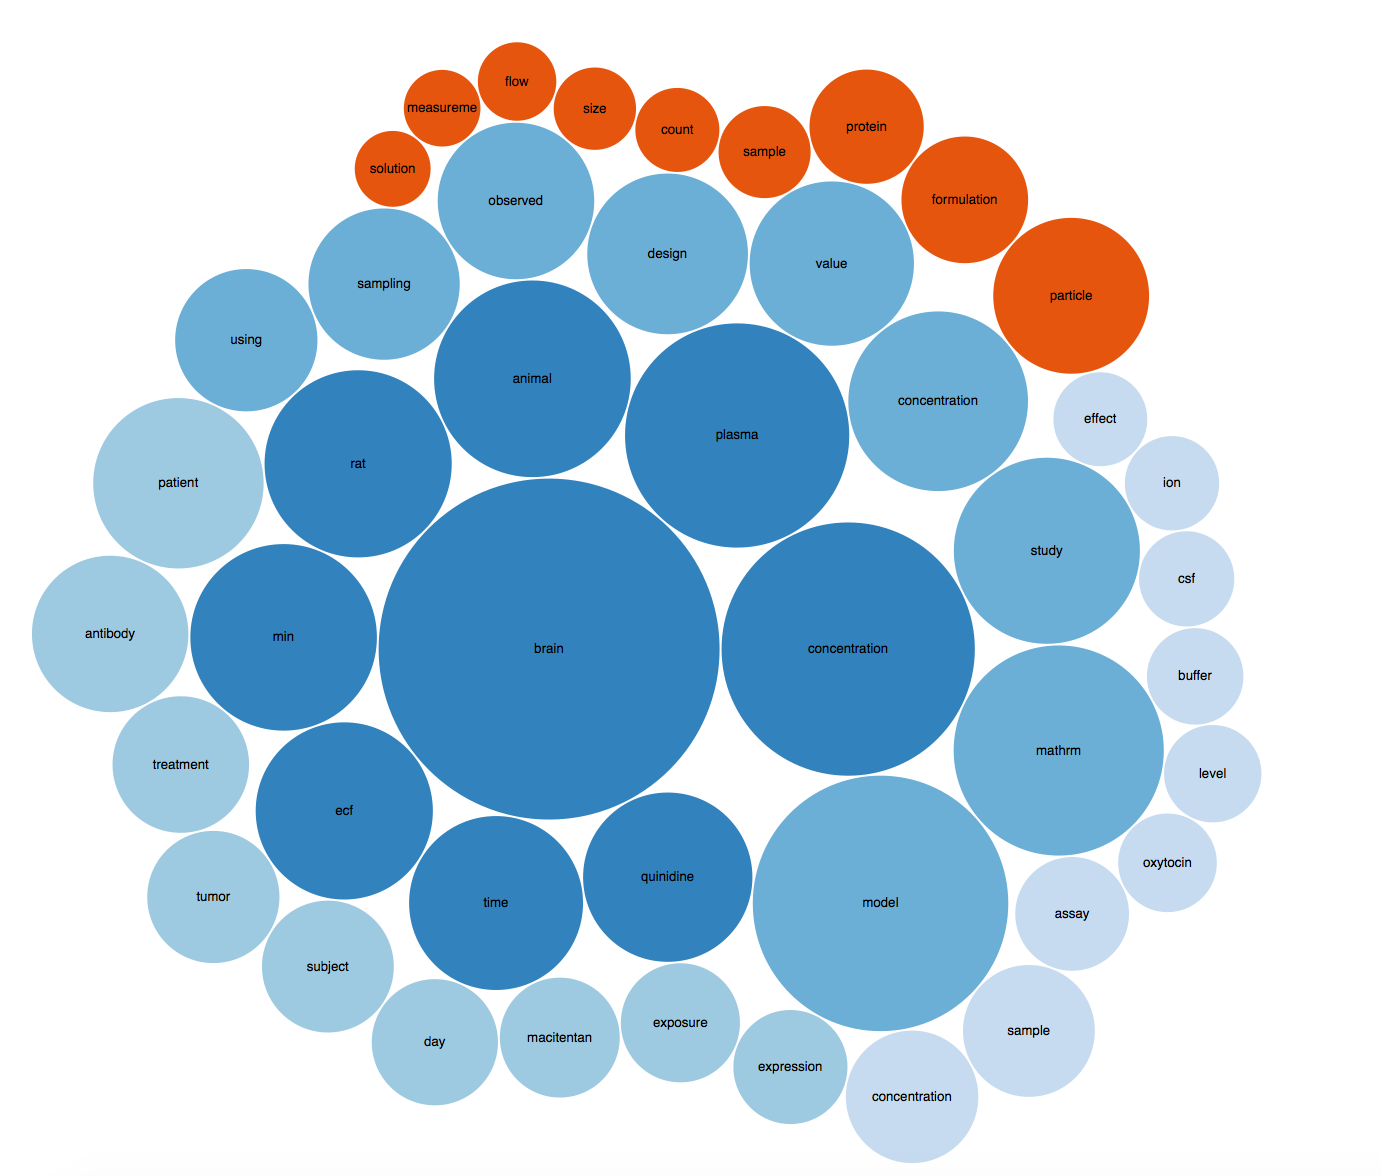 flow
measureme
size
count
protein
sample
solution
formulation
observed
design
value
sampling
particle
using
animal
concentration
effect
plasma
rat
patient
ion
study
csf
antibody
min
brain
concentration
buffer
mathrm
treatment
level
ecf
oxytocin
quinidine
tumor
time
model
assay
subject
exposure
sample
macitentan
day
expression
concentration